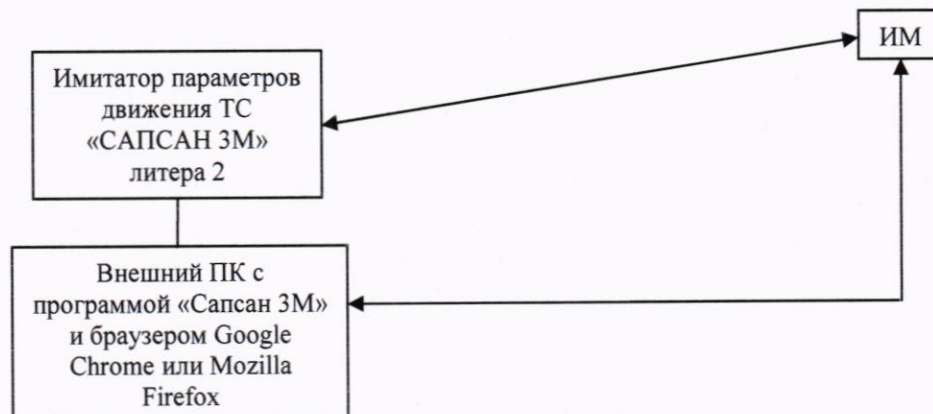 ИМ
Имитатор параметров
движения ТС
«САПСАН 3М»
литера 2
Внешний ПК с
программой «Сапсан 3М»
и браузером Google
Chrome или Mozilla
Firefox